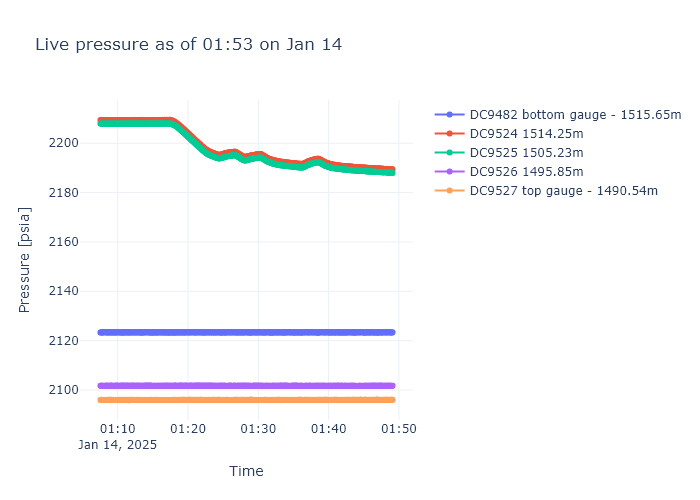 Live pressure as of 01:53 on Jan 14
DC9482 bottom gauge - 1515.65m
DC9524 1514.25m
DC9525 1505.23m
DC9526 1495.85m
DC9527 top gauge - 1490.54m
Pressure [psia]
2200
2180
2160
2140
2120
2100
01:10 01:20 01:30 01:40 01:50
Jan 14, 2025
Time